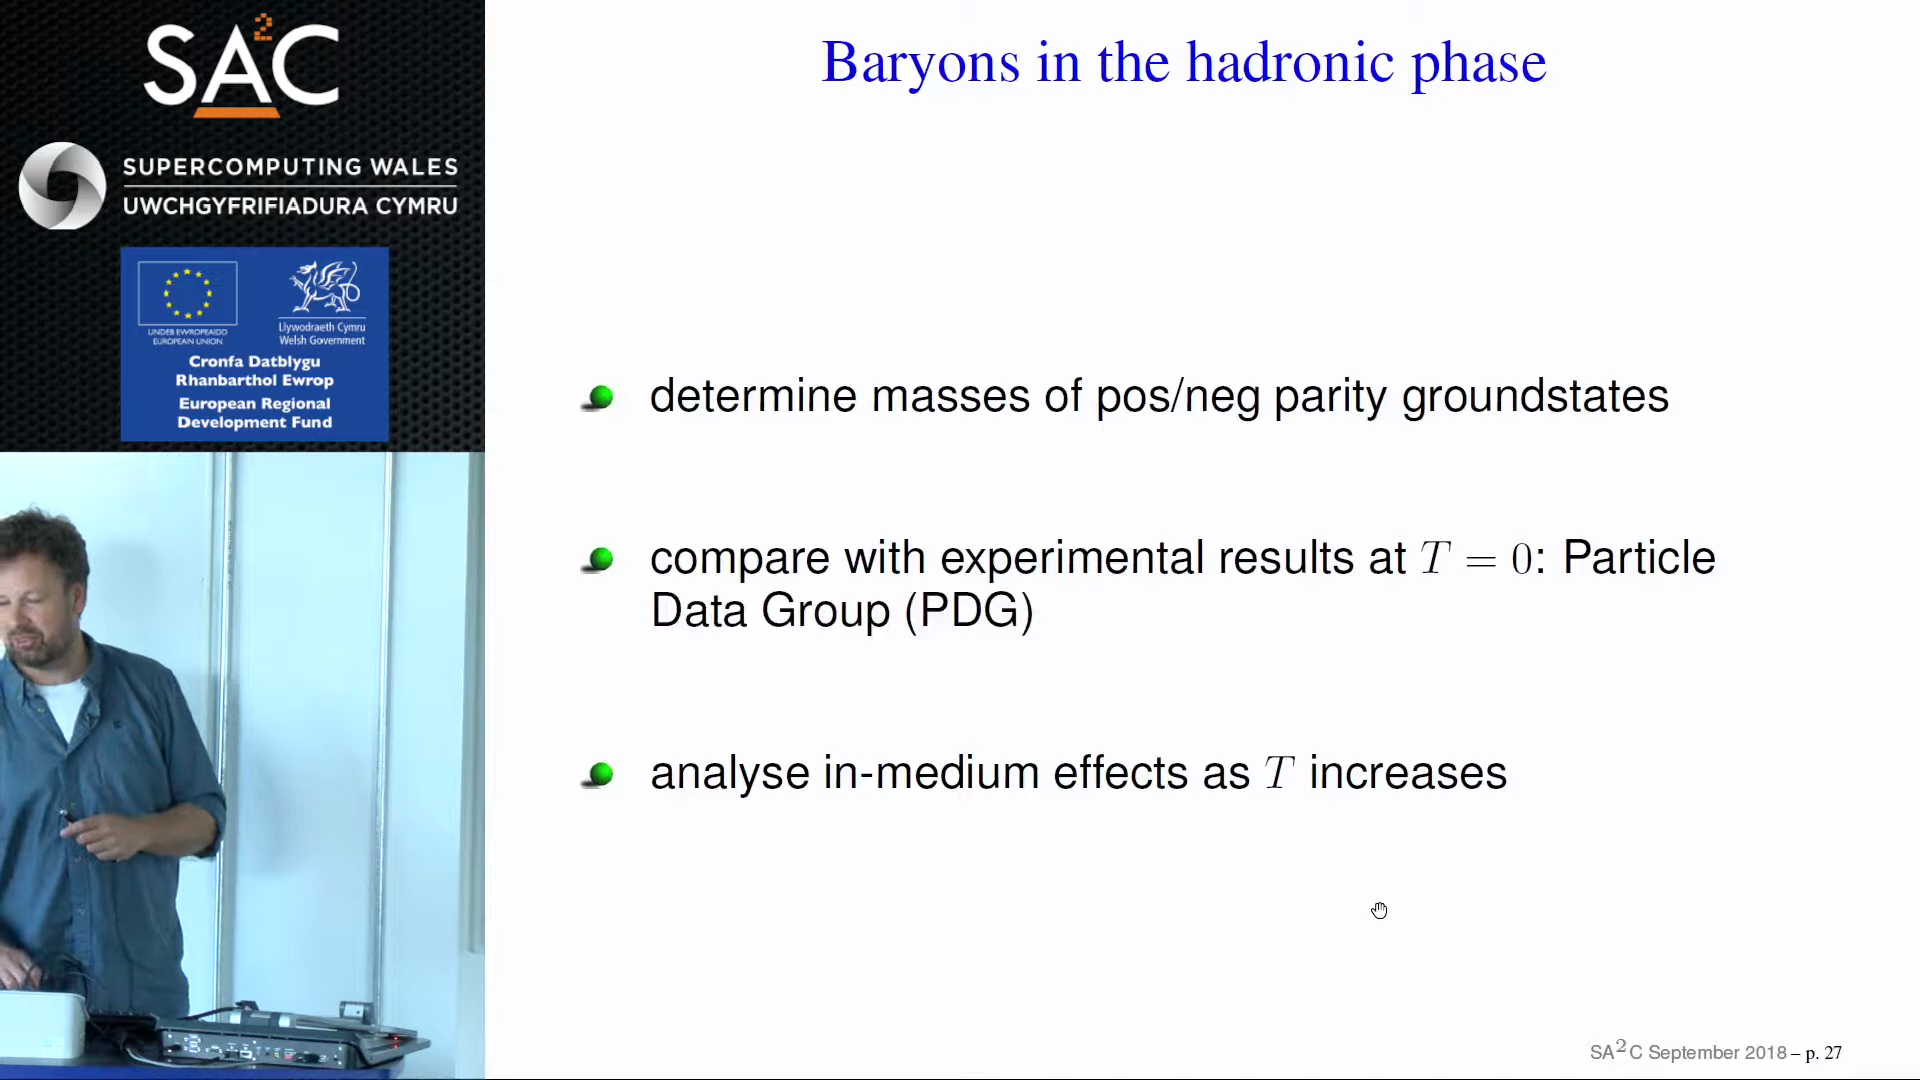 SA²C
SUPERCOMPUTING WALES
UWCHGYFRIFIADURA CYMRU
UNDEB EWROPEAIDD
EUROPEAN UNION
Llywodraeth Cymru
Welsh Government
Cronfa Datblygu
Rhanbarthol Ewrop
European Regional
Development Fund
Baryons in the hadronic phase
determine masses of pos/neg parity groundstates
compare with experimental results at T = 0: Particle
Data Group (PDG)
analyse in-medium effects as T increases
SA²C September 2018 – p. 27